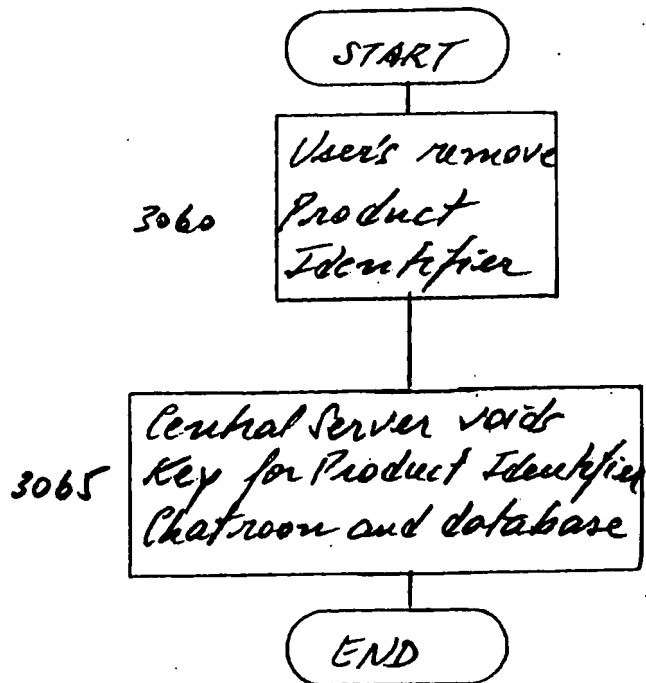 START
User's remove
3060 Product
Identifier
Central Server voids
3065 Key for Product Identifier
Chatroom and database
END